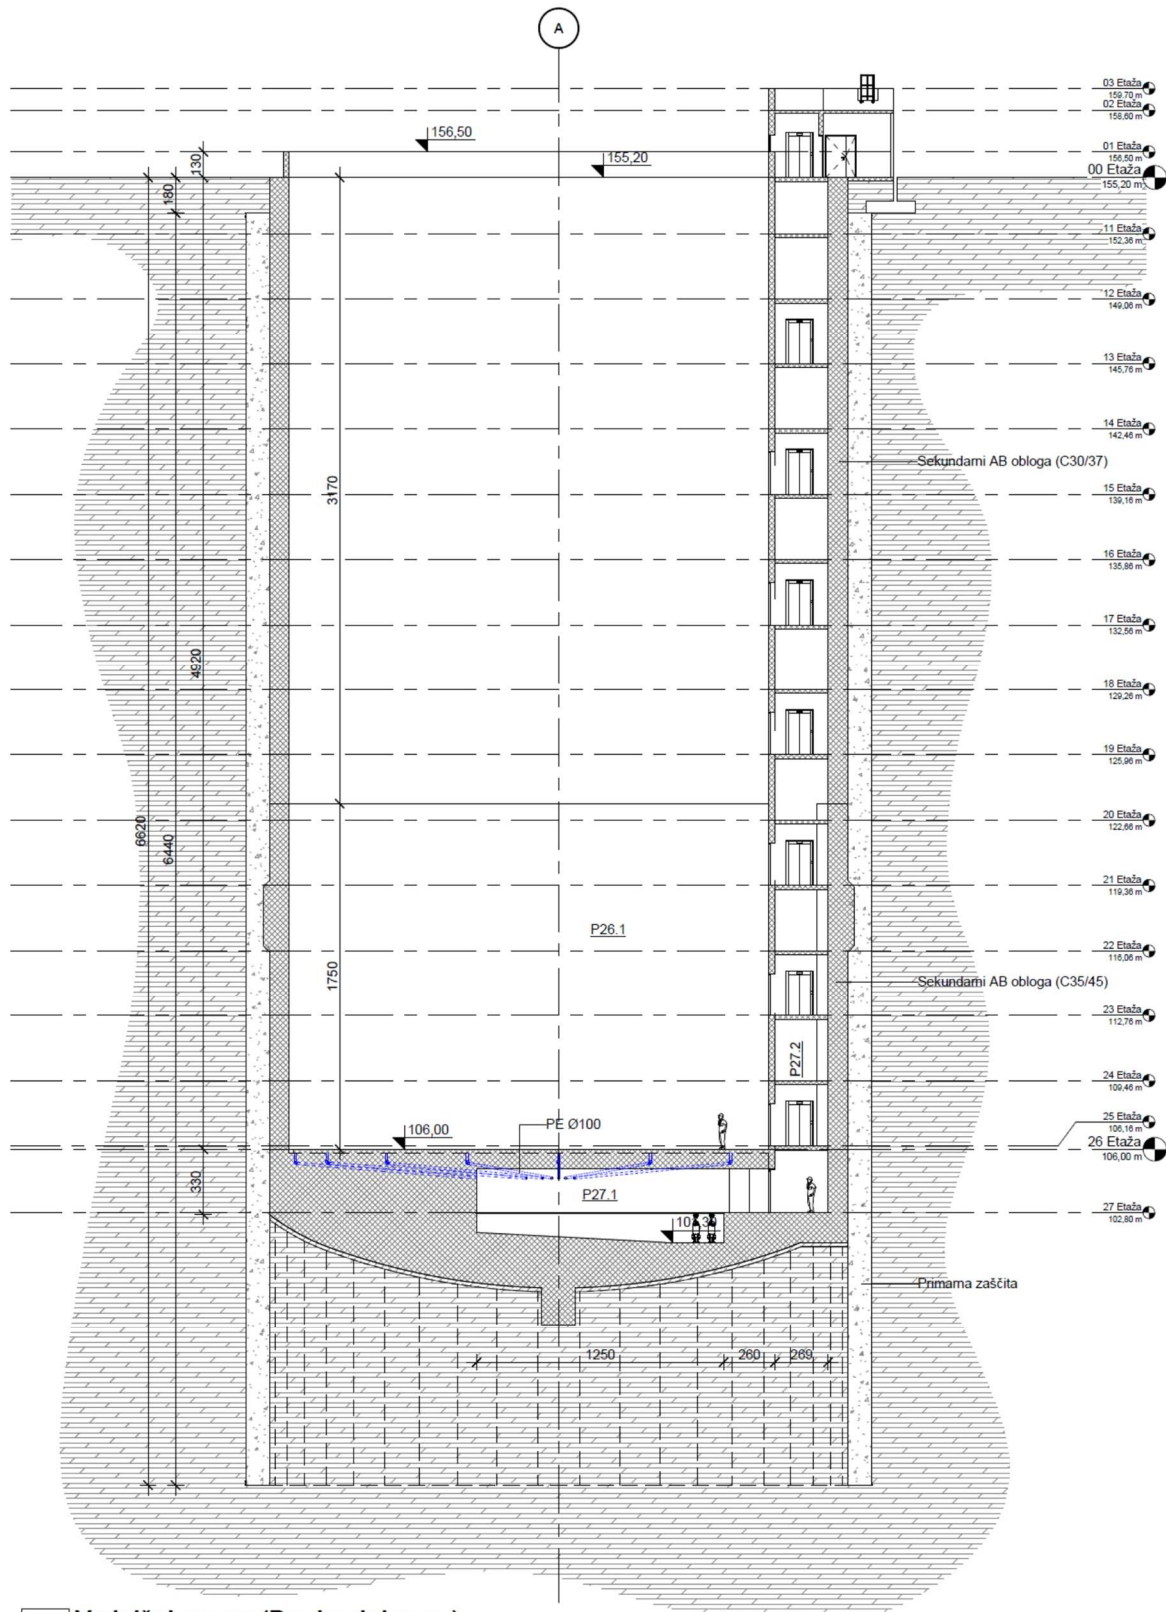 A
03 Etaža
159.70 m
02 Etaža
158,60 m
156,50
01 Etaža
156,50 m
130
155,20
00 Etaža
155,20 m
180
11 Etaža
152,36 m
12 Etaža
149,06 m
13 Etaža
145,76 m
14 Etaža
142,46 m
Sekundarni AB obloga (C30/37)
3170
15 Etaža
139,16 m
16 Etaža
135,86 m
17 Etaža
132,56 m
4920
18 Etaža
129,26 m
19 Etaža
125,96 m
20 Etaža
122,66 m
6620
6440
21 Etaža
119,36 m
P26.1
22 Etaža
116,06 m
1750
Sekundarni AB obloga (C35/45)
23 Etaža
112,76 m
P27.2
24 Etaža
109,46 m
25 Etaža
106,16 m
106,00
PE Ø100
26 Etaža
106,00 m
330
P27.1
27 Etaža
102,80 m
Primarna zaščita
1250
260
269